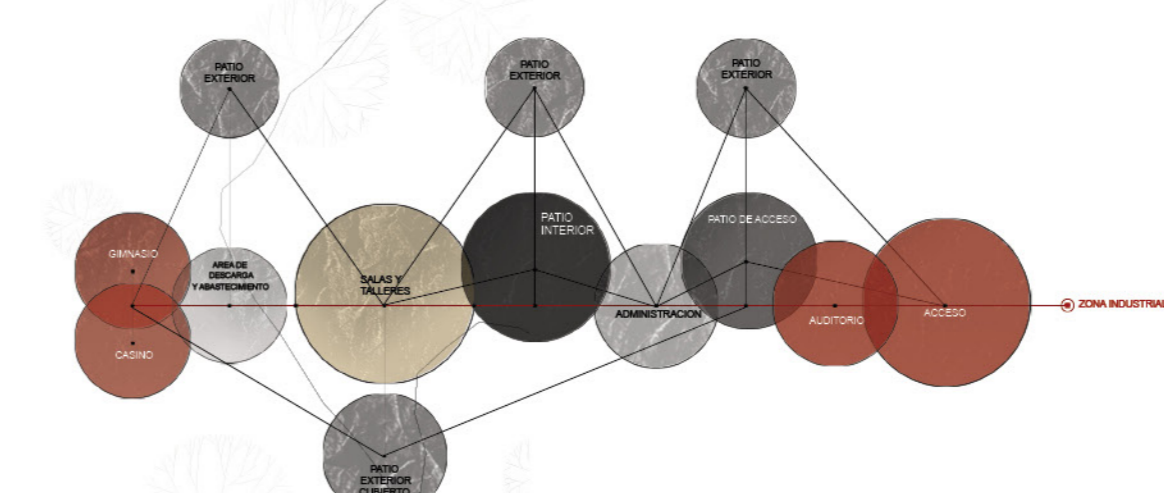 PATIO
EXTERIOR
PATIO
EXTERIOR
PATIO
EXTERIOR
GIMNASIO
AREA DE
DESCARGA
Y ABASTECIMIENTO
CASINO
SALAS Y
TALLERES
PATIO
INTERIOR
ADMINISTRACION
PATIO DE ACCESO
AUDITORIO
ACCESO
ZONA INDUSTRIAL
PATIO
EXTERIOR
CUBIERTO